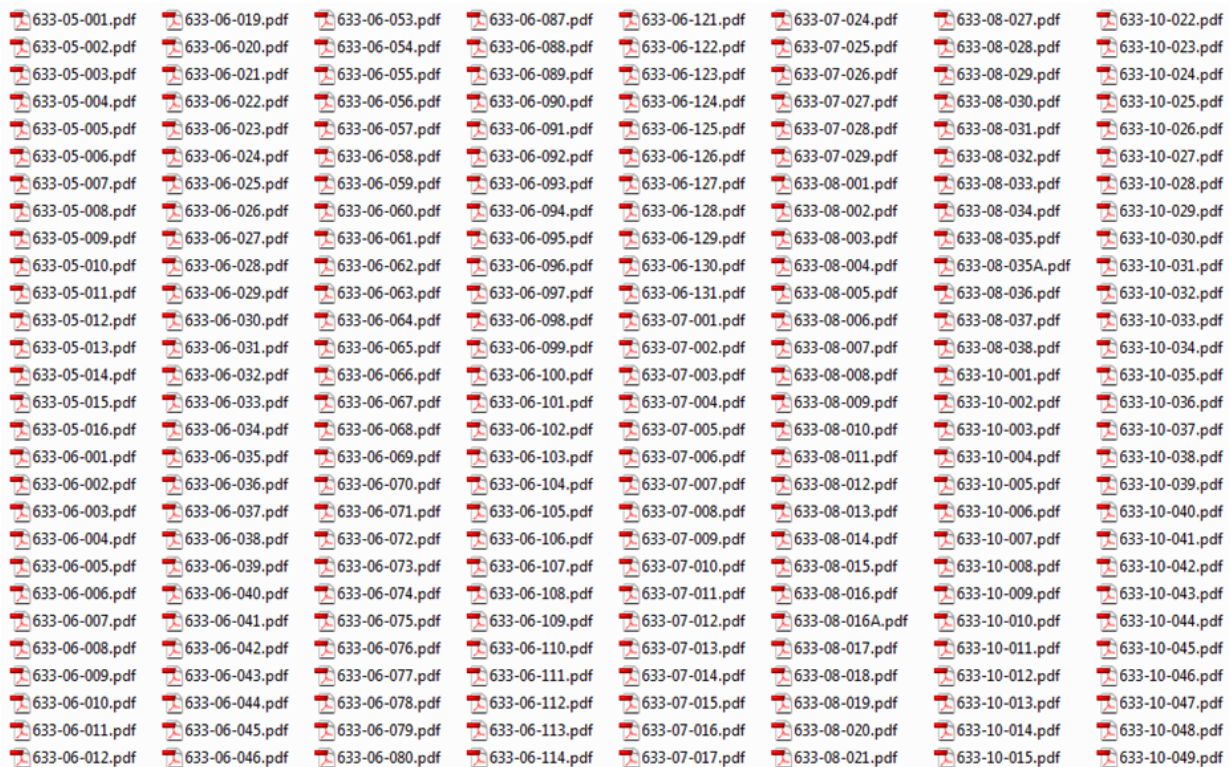 633-05-001.pdf 633-06-019.pdf 633-06-053.pdf 633-06-087.pdf 633-06-121.pdf 633-07-024.pdf 633-08-027.pdf 633-10-022.pdf
633-05-002.pdf 633-06-020.pdf 633-06-054.pdf 633-06-088.pdf 633-06-122.pdf 633-07-025.pdf 633-08-028.pdf 633-10-023.pdf
633-05-003.pdf 633-06-021.pdf 633-06-055.pdf 633-06-089.pdf 633-06-123.pdf 633-07-026.pdf 633-08-029.pdf 633-10-024.pdf
633-05-004.pdf 633-06-022.pdf 633-06-056.pdf 633-06-090.pdf 633-06-124.pdf 633-07-027.pdf 633-08-030.pdf 633-10-025.pdf
633-05-005.pdf 633-06-023.pdf 633-06-057.pdf 633-06-091.pdf 633-06-125.pdf 633-07-028.pdf 633-08-031.pdf 633-10-026.pdf
633-05-006.pdf 633-06-024.pdf 633-06-058.pdf 633-06-092.pdf 633-06-126.pdf 633-07-029.pdf 633-08-032.pdf 633-10-027.pdf
633-05-007.pdf 633-06-025.pdf 633-06-059.pdf 633-06-093.pdf 633-06-127.pdf 633-08-001.pdf 633-08-033.pdf 633-10-028.pdf
633-05-008.pdf 633-06-026.pdf 633-06-060.pdf 633-06-094.pdf 633-06-128.pdf 633-08-002.pdf 633-08-034.pdf 633-10-029.pdf
633-05-009.pdf 633-06-027.pdf 633-06-061.pdf 633-06-095.pdf 633-06-129.pdf 633-08-003.pdf 633-08-035.pdf 633-10-030.pdf
633-05-010.pdf 633-06-028.pdf 633-06-062.pdf 633-06-096.pdf 633-06-130.pdf 633-08-004.pdf 633-08-035A.pdf 633-10-031.pdf
633-05-011.pdf 633-06-029.pdf 633-06-063.pdf 633-06-097.pdf 633-06-131.pdf 633-08-005.pdf 633-08-036.pdf 633-10-032.pdf
633-05-012.pdf 633-06-030.pdf 633-06-064.pdf 633-06-098.pdf 633-07-001.pdf 633-08-006.pdf 633-08-037.pdf 633-10-033.pdf
633-05-013.pdf 633-06-031.pdf 633-06-065.pdf 633-06-099.pdf 633-07-002.pdf 633-08-007.pdf 633-08-038.pdf 633-10-034.pdf
633-05-014.pdf 633-06-032.pdf 633-06-066.pdf 633-06-100.pdf 633-07-003.pdf 633-08-008.pdf 633-10-001.pdf 633-10-035.pdf
633-05-015.pdf 633-06-033.pdf 633-06-067.pdf 633-06-101.pdf 633-07-004.pdf 633-08-009.pdf 633-10-002.pdf 633-10-036.pdf
633-05-016.pdf 633-06-034.pdf 633-06-068.pdf 633-06-102.pdf 633-07-005.pdf 633-08-010.pdf 633-10-003.pdf 633-10-037.pdf
633-06-001.pdf 633-06-035.pdf 633-06-069.pdf 633-06-103.pdf 633-07-006.pdf 633-08-011.pdf 633-10-004.pdf 633-10-038.pdf
633-06-002.pdf 633-06-036.pdf 633-06-070.pdf 633-06-104.pdf 633-07-007.pdf 633-08-012.pdf 633-10-005.pdf 633-10-039.pdf
633-06-003.pdf 633-06-037.pdf 633-06-071.pdf 633-06-105.pdf 633-07-008.pdf 633-08-013.pdf 633-10-006.pdf 633-10-040.pdf
633-06-004.pdf 633-06-038.pdf 633-06-072.pdf 633-06-106.pdf 633-07-009.pdf 633-08-014.pdf 633-10-007.pdf 633-10-041.pdf
633-06-005.pdf 633-06-039.pdf 633-06-073.pdf 633-06-107.pdf 633-07-010.pdf 633-08-015.pdf 633-10-008.pdf 633-10-042.pdf
633-06-006.pdf 633-06-040.pdf 633-06-074.pdf 633-06-108.pdf 633-07-011.pdf 633-08-016.pdf 633-10-009.pdf 633-10-043.pdf
633-06-007.pdf 633-06-041.pdf 633-06-075.pdf 633-06-109.pdf 633-07-012.pdf 633-08-016A.pdf 633-10-010.pdf 633-10-044.pdf
633-06-008.pdf 633-06-042.pdf 633-06-076.pdf 633-06-110.pdf 633-07-013.pdf 633-08-017.pdf 633-10-011.pdf 633-10-045.pdf
633-06-009.pdf 633-06-043.pdf 633-06-077.pdf 633-06-111.pdf 633-07-014.pdf 633-08-018.pdf 633-10-012.pdf 633-10-046.pdf
633-06-010.pdf 633-06-044.pdf 633-06-078.pdf 633-06-112.pdf 633-07-015.pdf 633-08-019.pdf 633-10-013.pdf 633-10-047.pdf
633-06-011.pdf 633-06-045.pdf 633-06-079.pdf 633-06-113.pdf 633-07-016.pdf 633-08-020.pdf 633-10-014.pdf 633-10-048.pdf
633-06-012.pdf 633-06-046.pdf 633-06-080.pdf 633-06-114.pdf 633-07-017.pdf 633-08-021.pdf 633-10-015.pdf 633-10-049.pdf